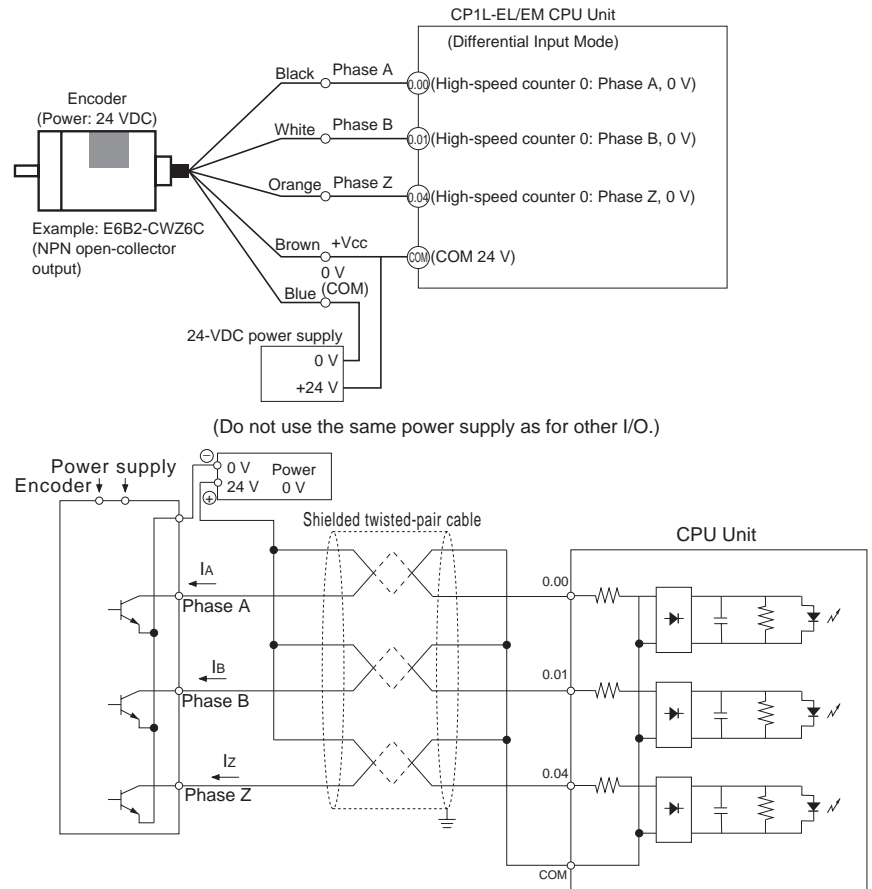 CP1L-EL/EM CPU Unit
(Differential Input Mode)
Encoder
(Power: 24 VDC)
Black Phase A 0.00 (High-speed counter 0: Phase A, 0 V)
White Phase B 0.01 (High-speed counter 0: Phase B, 0 V)
Orange Phase Z 0.04 (High-speed counter 0: Phase Z, 0 V)
Example: E6B2-CWZ6C
(NPN open-collector
output)
Brown +Vcc COM (COM 24 V)
0 V
Blue (COM)
24-VDC power supply
0 V
+24 V
(Do not use the same power supply as for other I/O.)
Power supply
Encoder
− 0 V Power
+ 24 V 0 V
Shielded twisted-pair cable
CPU Unit
IA
Phase A
0.00
IB
Phase B
0.01
IZ
Phase Z
0.04
COM